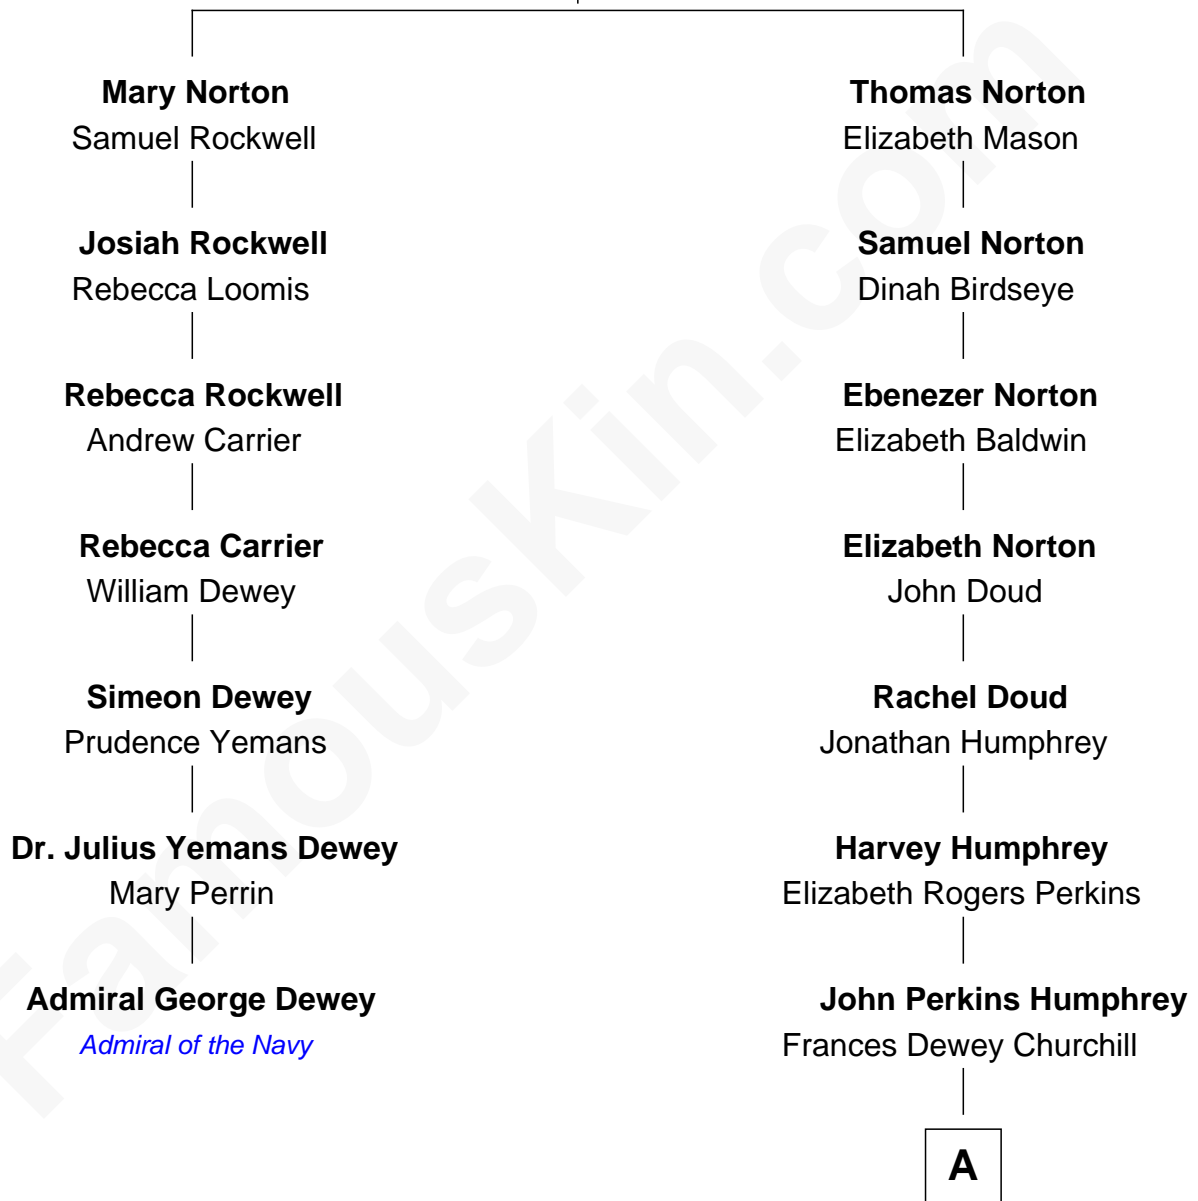 Mary Norton
Samuel Rockwell
Josiah Rockwell
Rebecca Loomis
Rebecca Rockwell
Andrew Carrier
Rebecca Carrier
William Dewey
Simeon Dewey
Prudence Yemans
Dr. Julius Yemans Dewey
Mary Perrin
Admiral George Dewey
Admiral of the Navy
Thomas Norton
Elizabeth Mason
Samuel Norton
Dinah Birdseye
Ebenezer Norton
Elizabeth Baldwin
Elizabeth Norton
John Doud
Rachel Doud
Jonathan Humphrey
Harvey Humphrey
Elizabeth Rogers Perkins
John Perkins Humphrey
Frances Dewey Churchill
A
FamousKin.com